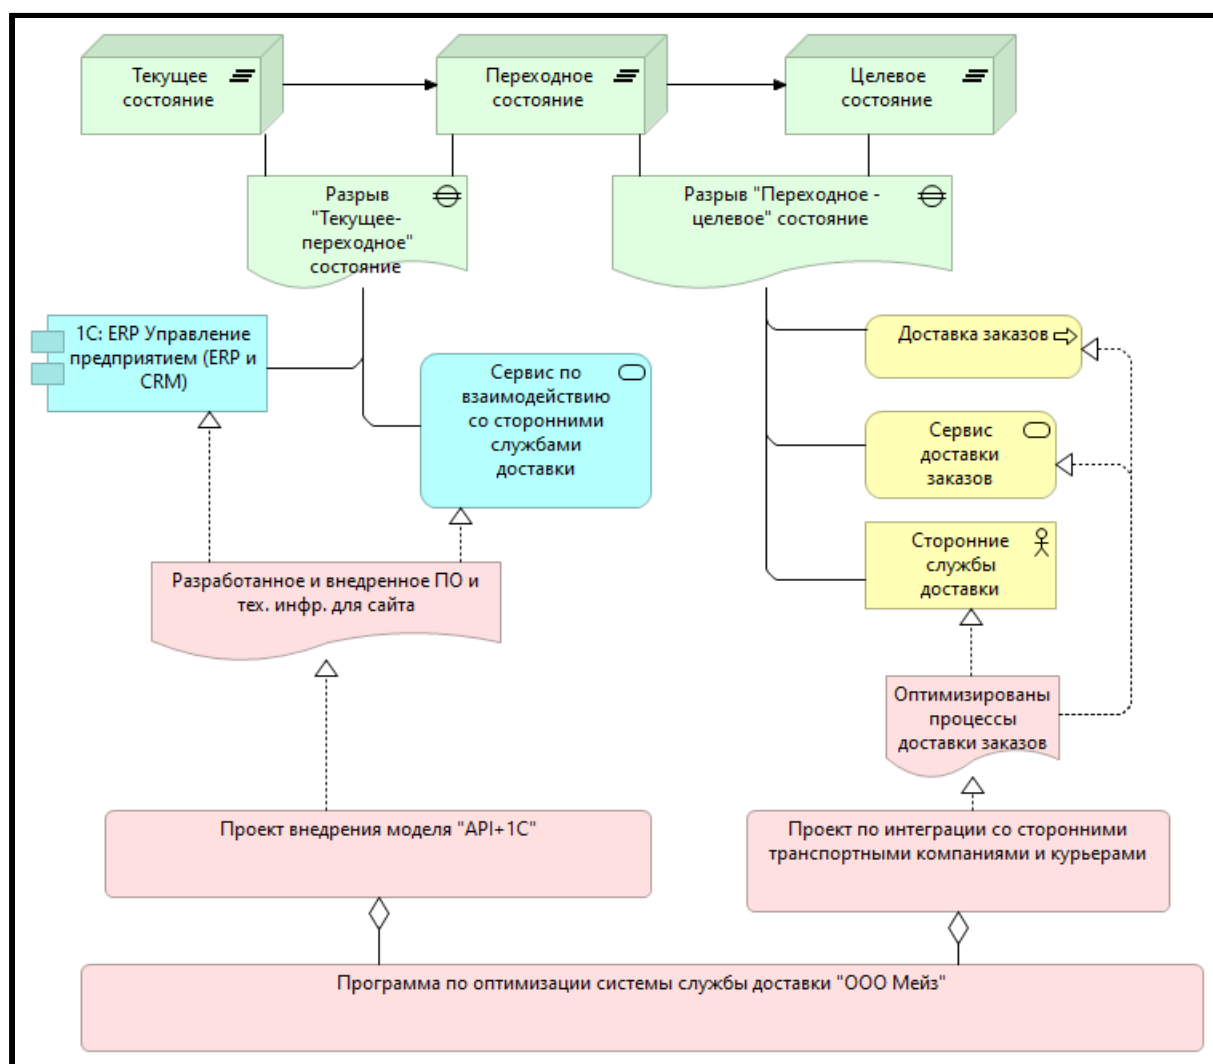 Текущее
состояние
Переходное
состояние
Целевое
состояние
Разрыв
"Текущее-
переходное"
состояние
Разрыв "Переходное -
целевое" состояние
1С: ERP Управление
предприятием (ERP и
CRM)
Сервис по
взаимодействию
со сторонними
службами
доставки
Доставка заказов
Сервис
доставки
заказов
Сторонние
службы
доставки
Разработанное и внедренное ПО и
тех. инфр. для сайта
Оптимизированы
процессы
доставки заказов
Проект внедрения моделя "API+1С"
Проект по интеграции со сторонними
транспортными компаниями и курьерами
Программа по оптимизации системы службы доставки "ООО Мейз"